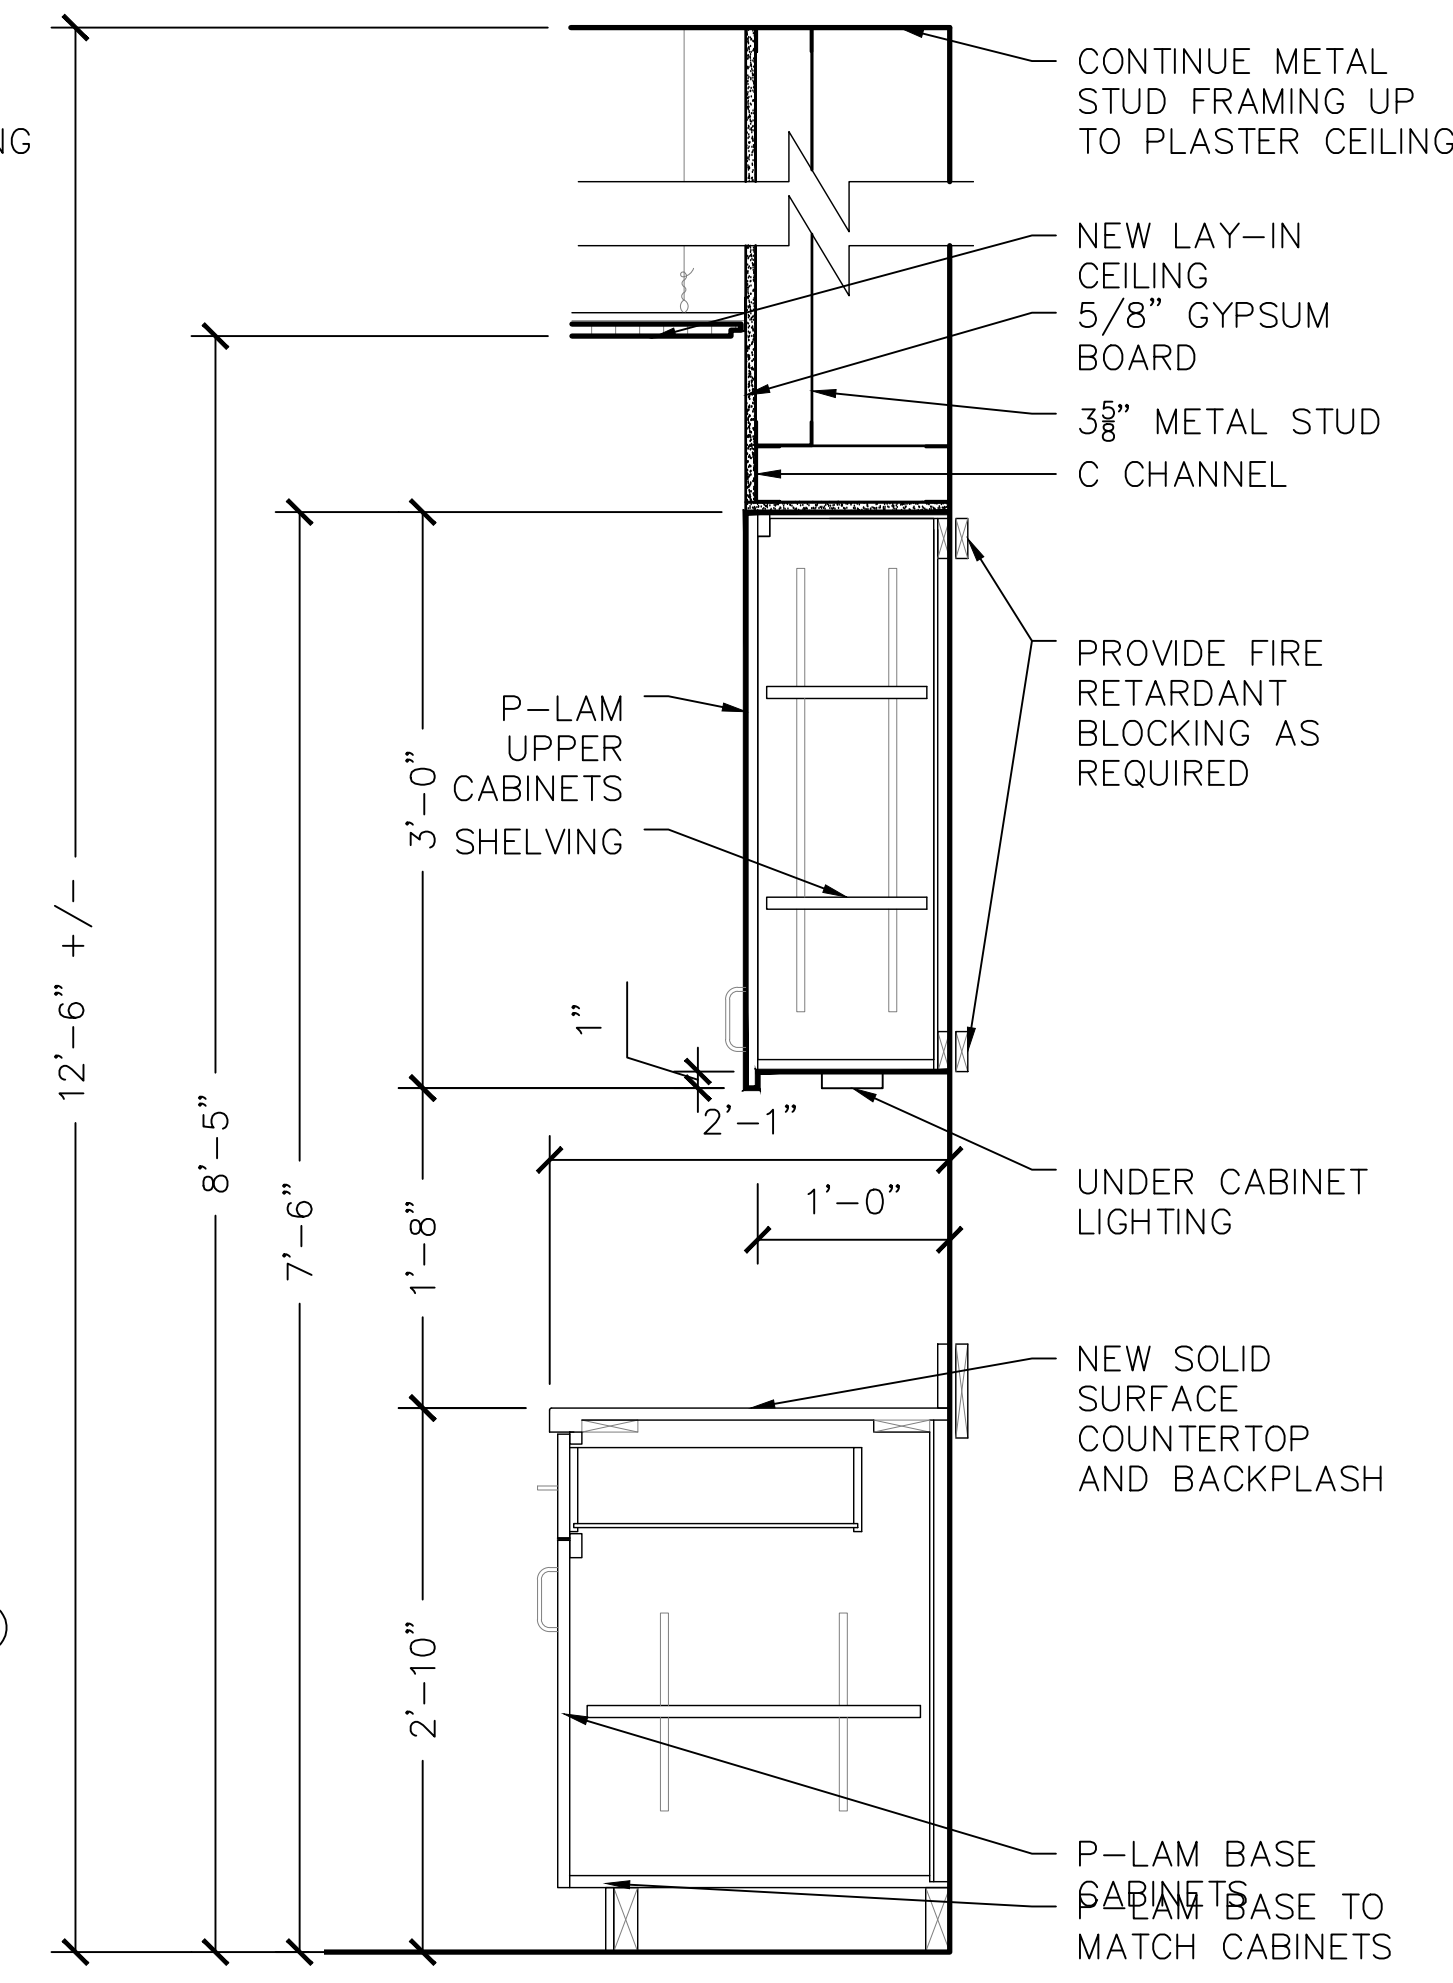 CONTINUE METAL
STUD FRAMING UP
TO PLASTER CEILING
NG
NEW LAY-IN
CEILING
5/8" GYPSUM
BOARD
3 5/8" METAL STUD
C CHANNEL
PROVIDE FIRE
RETARDANT
BLOCKING AS
REQUIRED
P-LAM
UPPER
CABINETS
SHELVING
12'-6" +/-
8'-5"
7'-6"
3'-0"
1'-8"
2'-10"
1"
2'-1"
1'-0"
UNDER CABINET
LIGHTING
NEW SOLID
SURFACE
COUNTERTOP
AND BACKPLASH
P-LAM BASE
CABINETS
P-LAM BASE TO
MATCH CABINETS